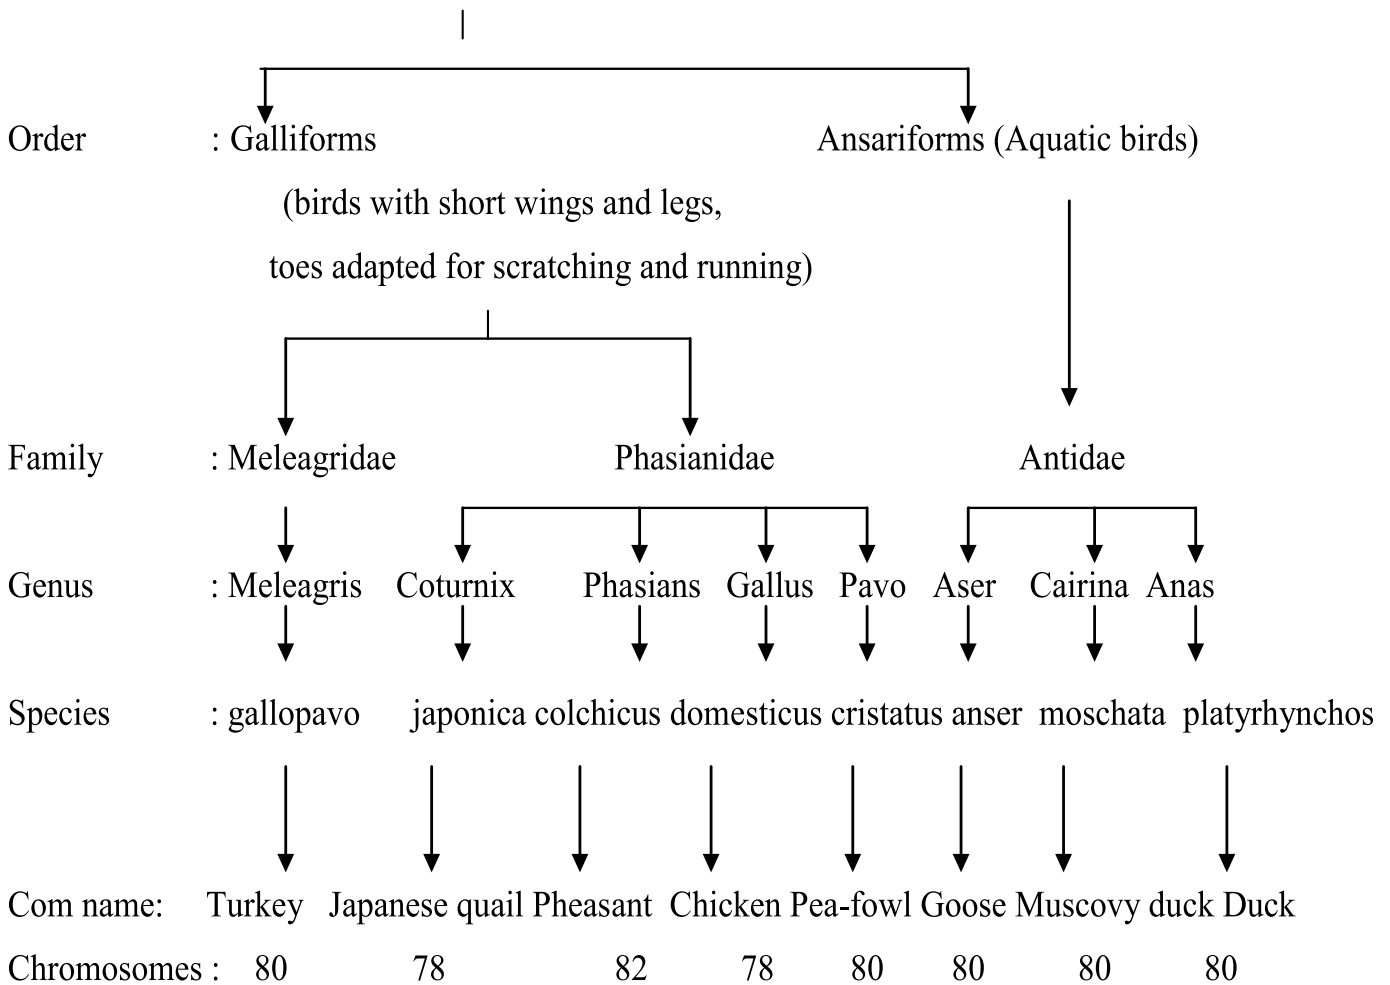 Order : Galliforms Ansariforms (Aquatic birds)
(birds with short wings and legs,
toes adapted for scratching and running)
Family : Meleagridae Phasianidae Antidae
Genus : Meleagris Coturnix Phasians Gallus Pavo Aser Cairina Anas
Species : gallopavo japonica colchicus domesticus cristatus anser moschata platyrhynchos
Com name: Turkey Japanese quail Pheasant Chicken Pea-fowl Goose Muscovy duck Duck
Chromosomes : 80 78 82 78 80 80 80 80